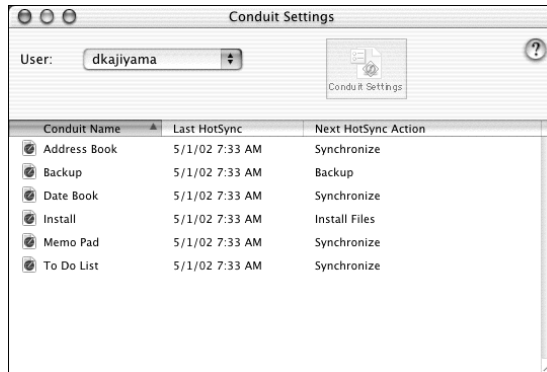 Conduit Settings
User: dkajiyama
?
Conduit Settings
Conduit Name Last HotSync Next HotSync Action
Address Book 5/1/02 7:33 AM Synchronize
Backup 5/1/02 7:33 AM Backup
Date Book 5/1/02 7:33 AM Synchronize
Install 5/1/02 7:33 AM Install Files
Memo Pad 5/1/02 7:33 AM Synchronize
To Do List 5/1/02 7:33 AM Synchronize